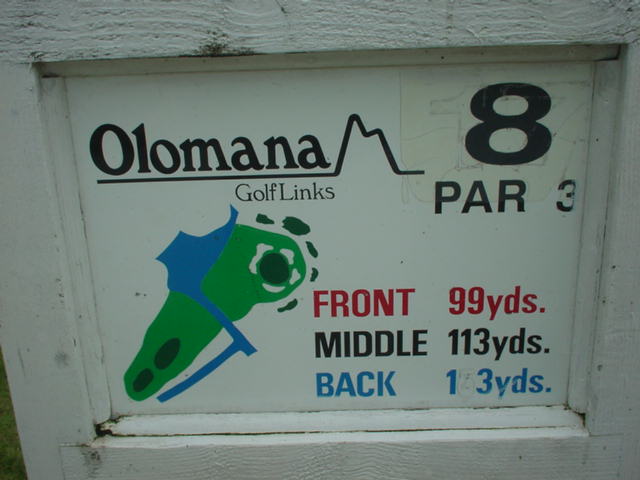 Olomana
Golf Links
8
PAR 3
FRONT 99yds.
MIDDLE 113yds.
BACK